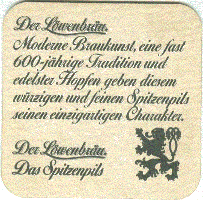 Der Löwenbräu.
Moderne Braukunst, eine fast
600-jährige Tradition und
edelster Hopfen geben diesem
würzigen und feinen Spitzenpils
seinen einzigartigen Charakter.
Der Löwenbräu.
Das Spitzenpils